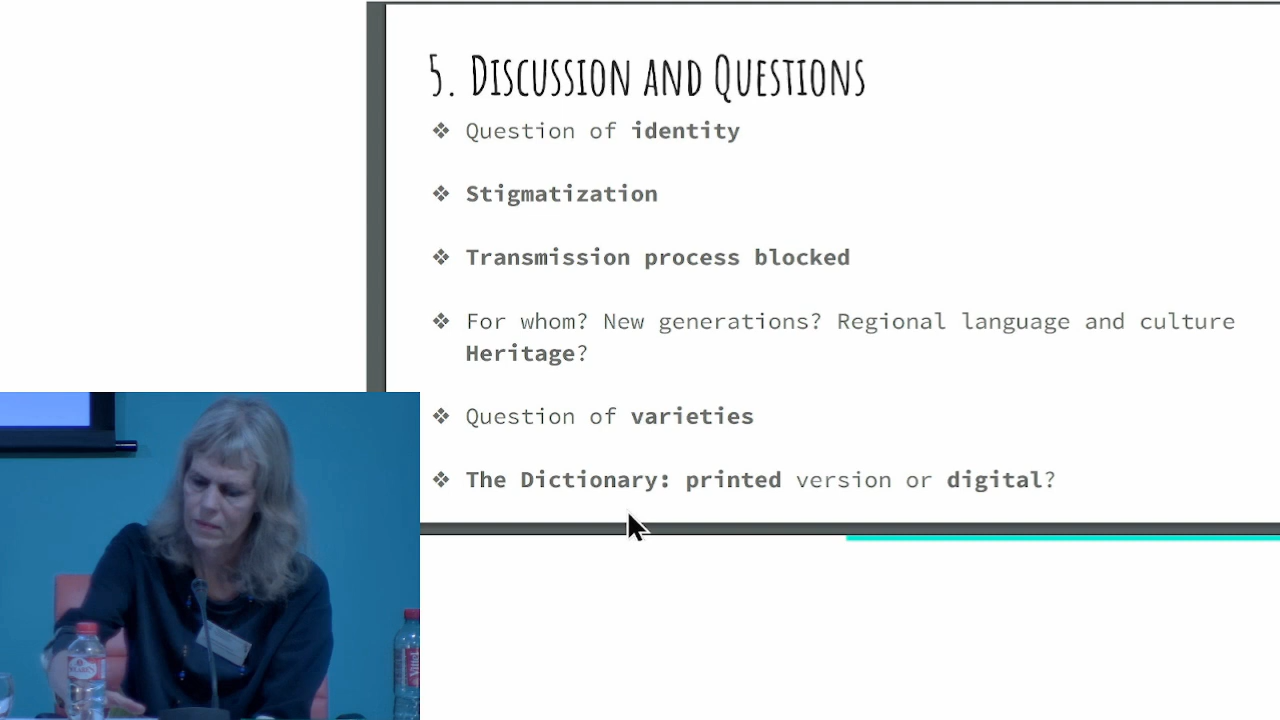 5. Discussion and Questions
❖ Question of identity
❖ Stigmatization
❖ Transmission process blocked
❖ For whom? New generations? Regional language and culture
Heritage?
❖ Question of varieties
❖ The Dictionary: printed version or digital?
Vittel